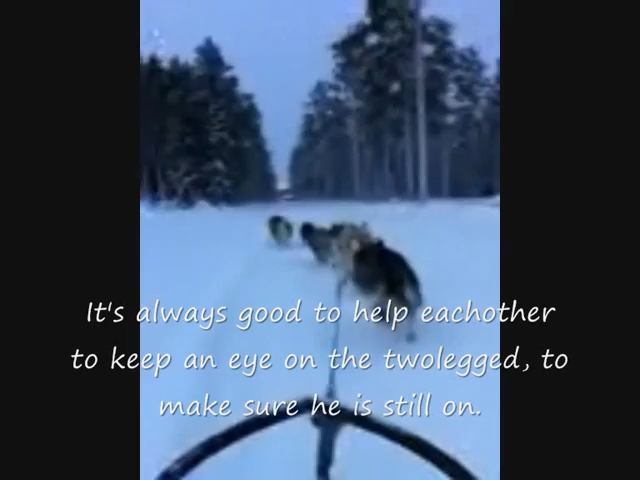 It's always good to help eachother
to keep an eye on the twolegged, to
make sure he is still on.